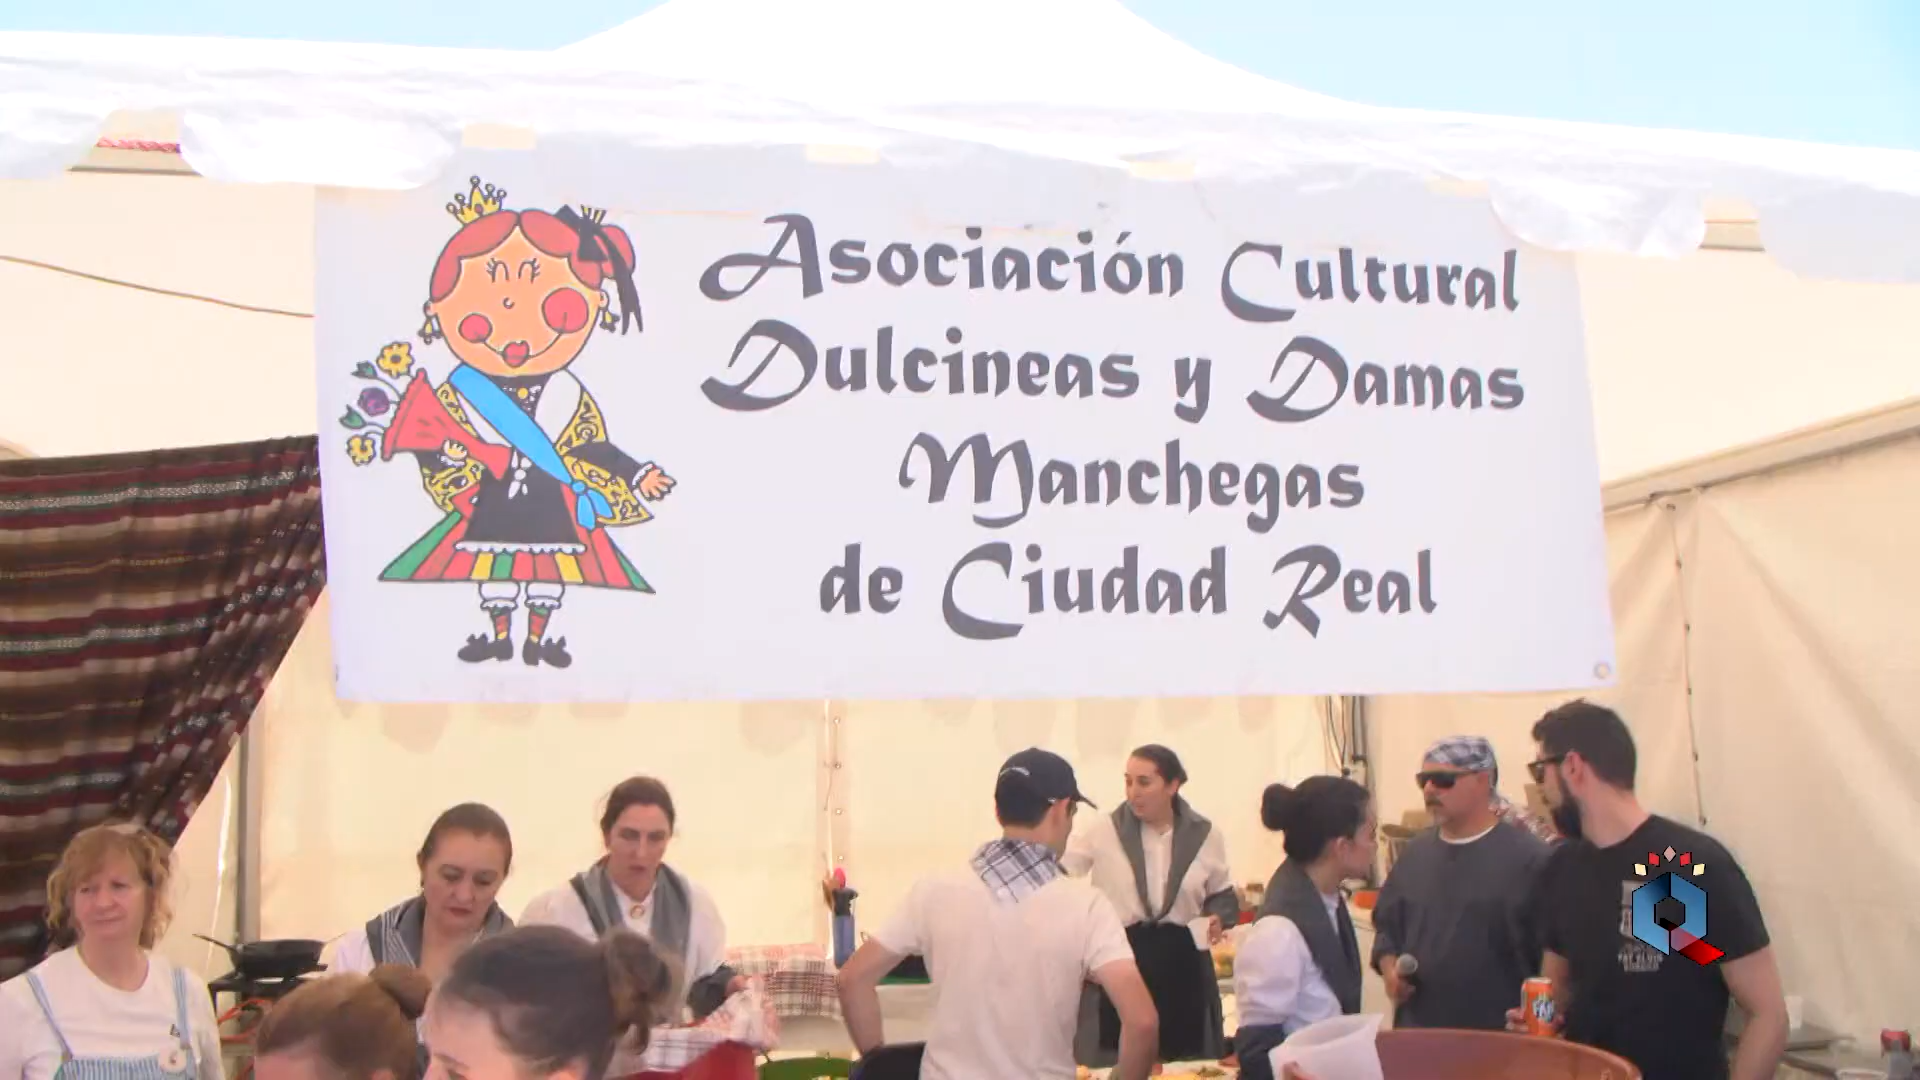 Asociación Cultural
Dulcineas y Damas
Manchegas
de Ciudad Real